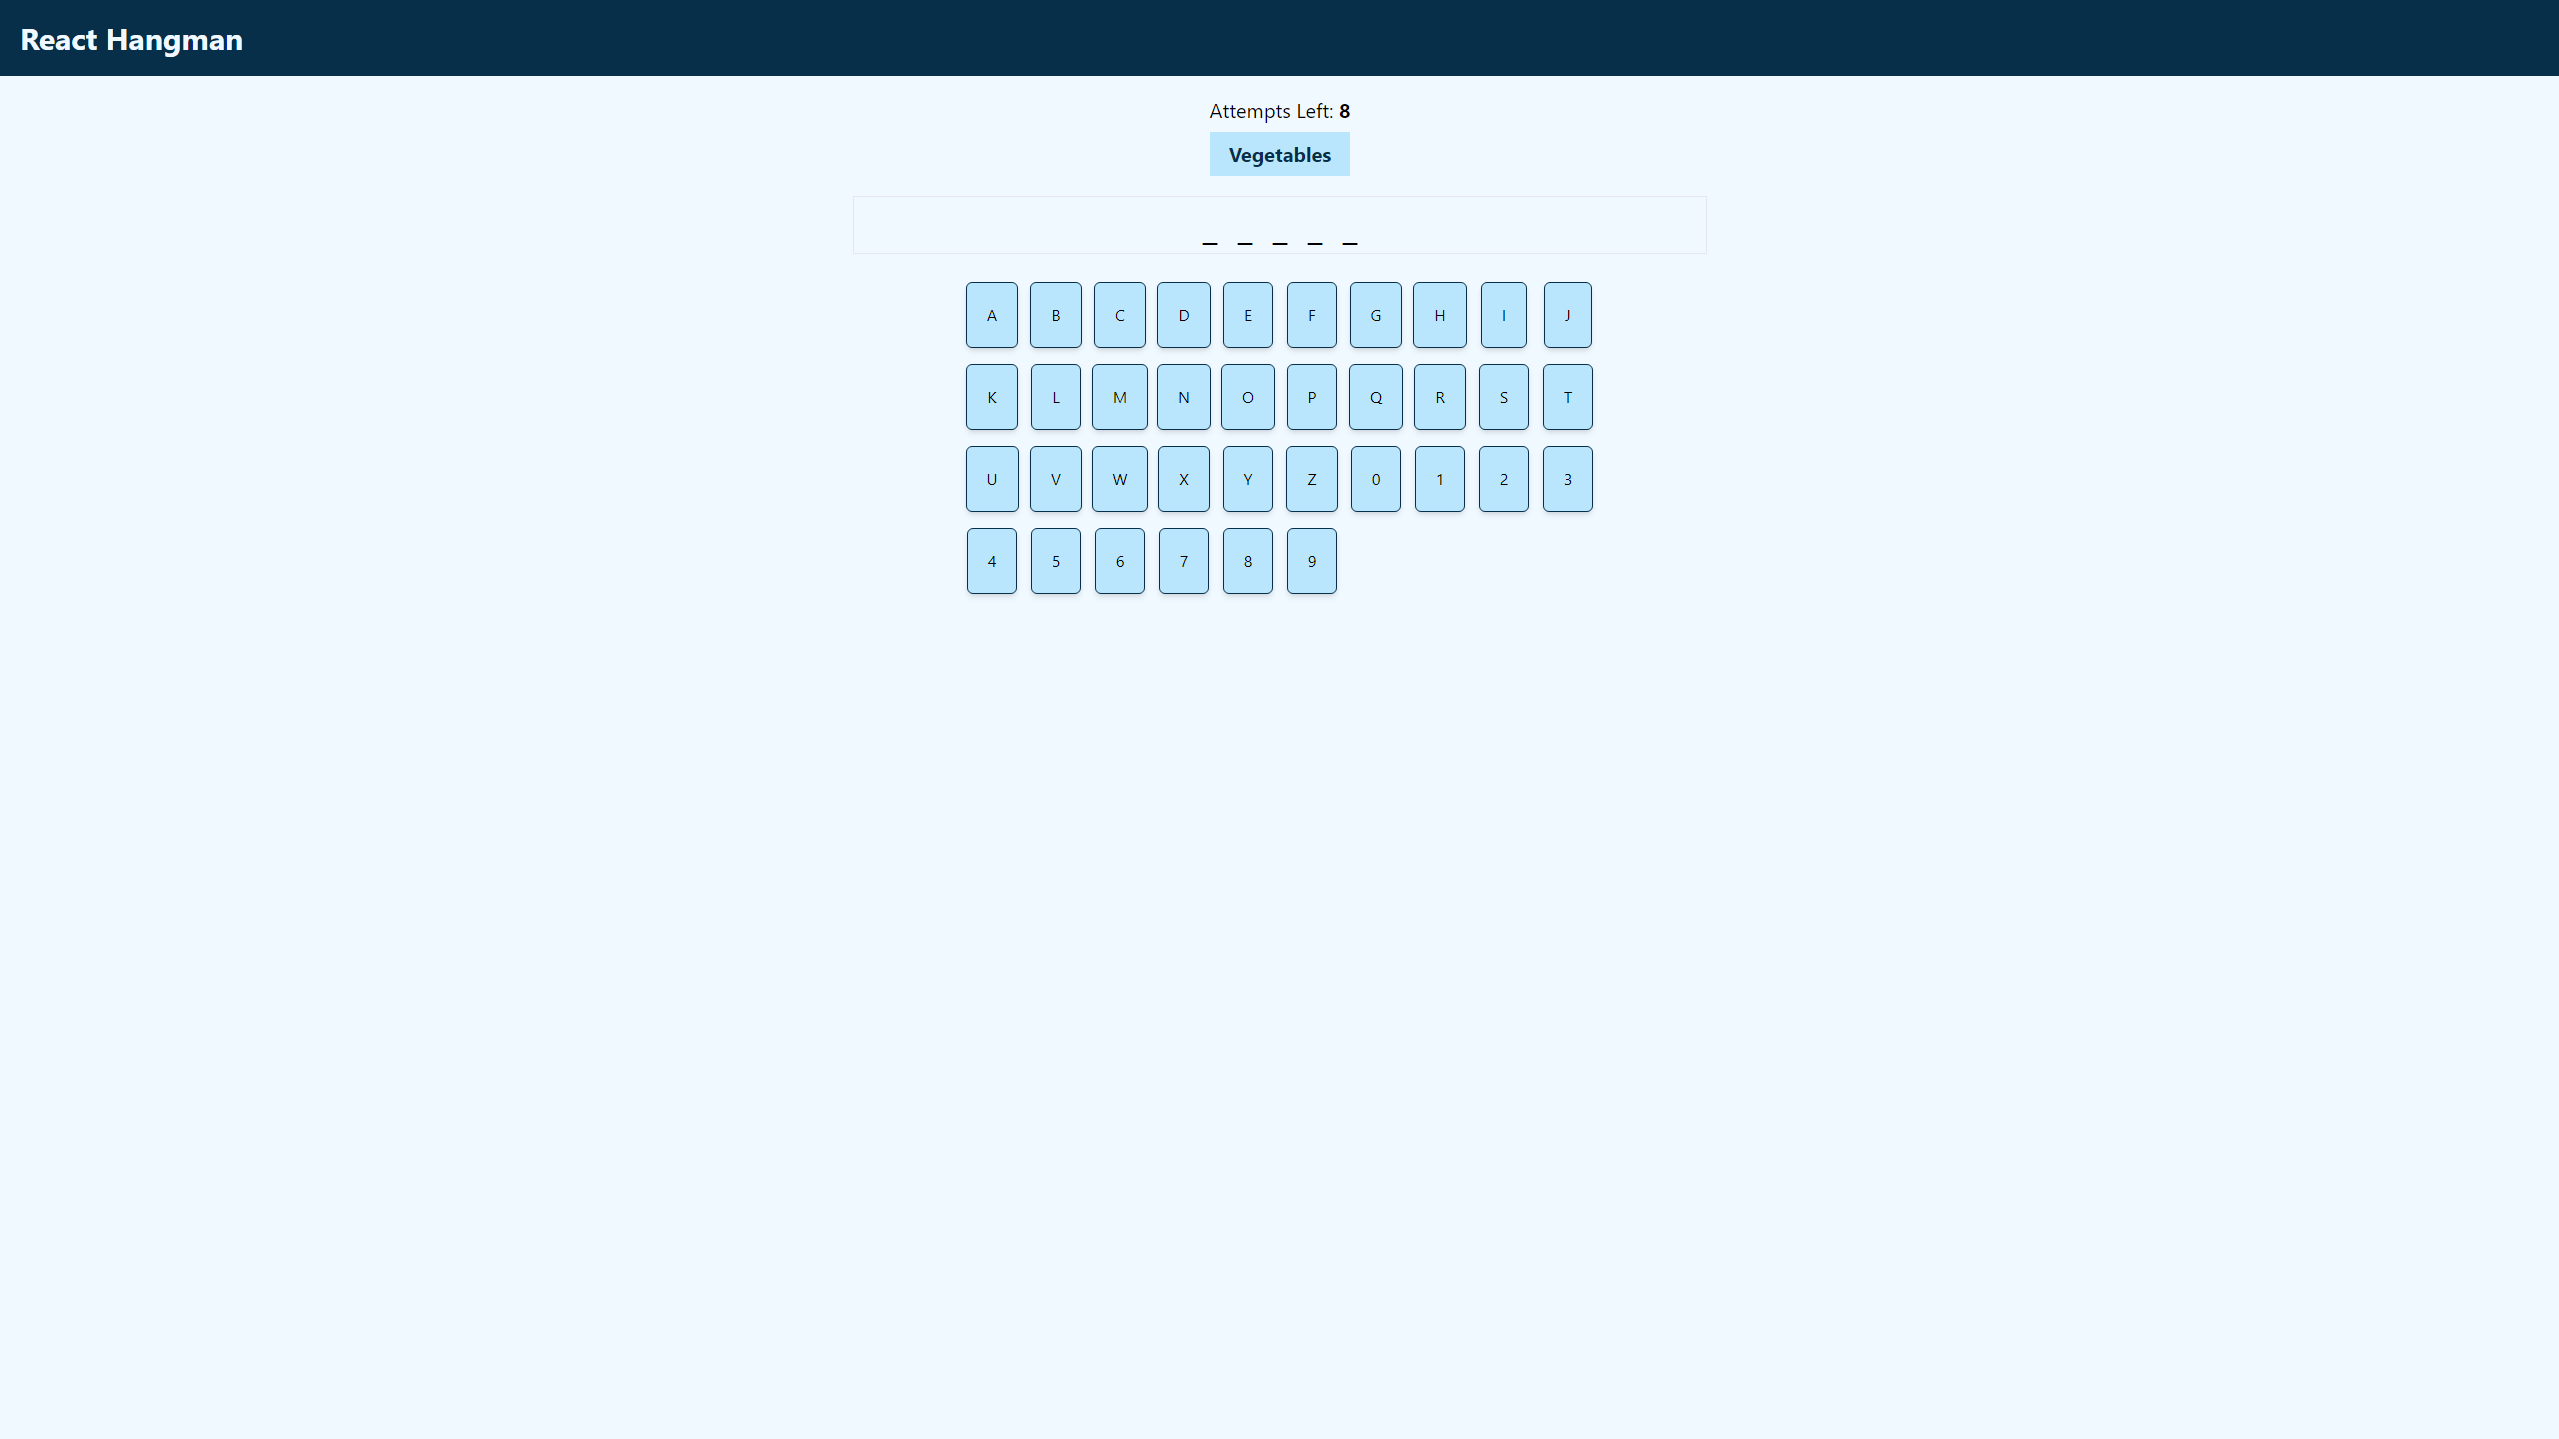 React Hangman
Attempts Left: 8
Vegetables
_ _ _ _ _
A B C D E F G H I J
K L M N O P Q R S T
U V W X Y Z 0 1 2 3
4 5 6 7 8 9